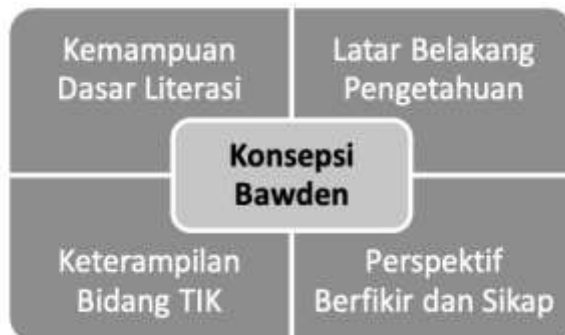 Kemampuan
Dasar Literasi
Latar Belakang
Pengetahuan
Konsepsi
Bawden
Keterampilan
Bidang TIK
Perspektif
Berfikir dan Sikap